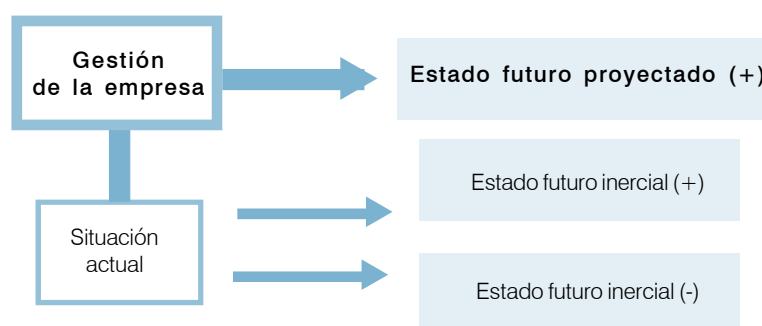 Gestión
de la empresa
Estado futuro proyectado (+)
Estado futuro inercial (+)
Situación
actual
Estado futuro inercial (-)